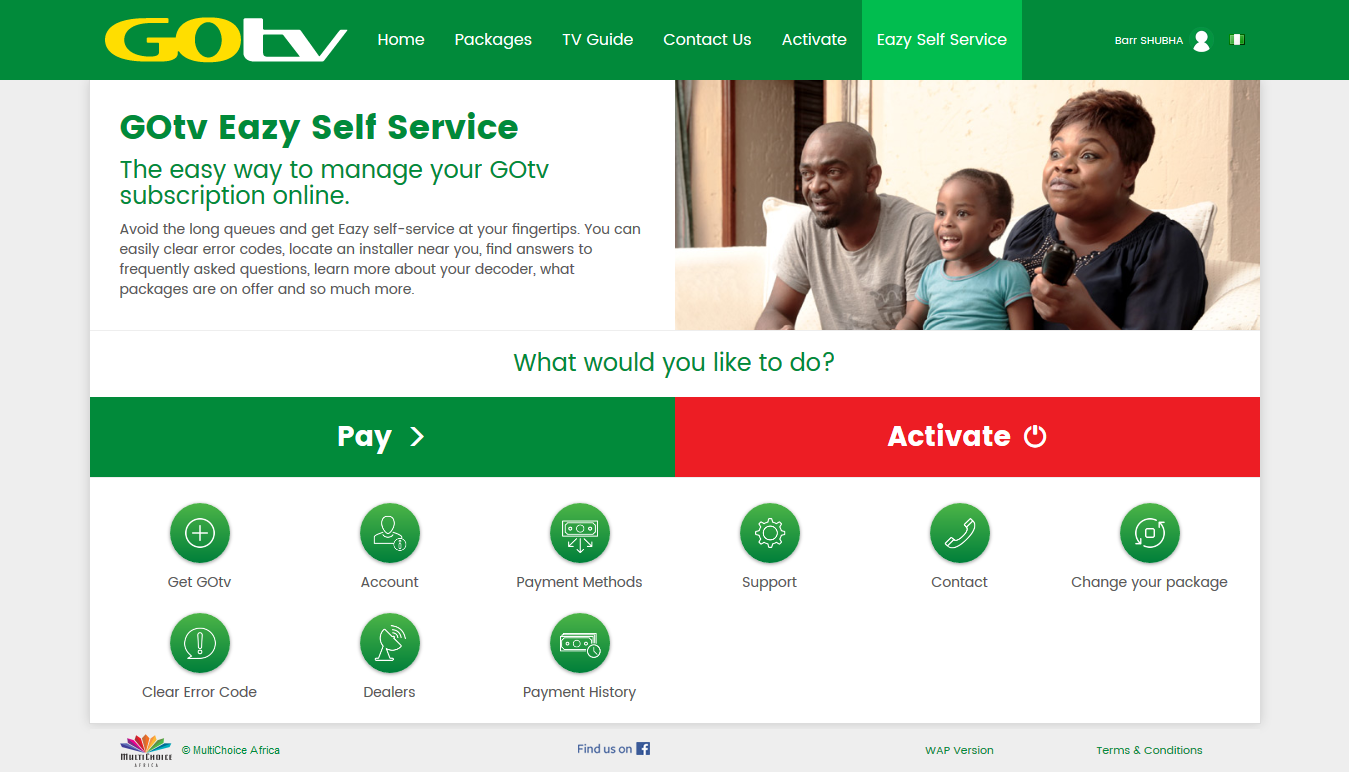 GOtv
Home
Packages
TV Guide
Contact Us
Activate
Eazy Self Service
Barr SHUBHA
GOtv Eazy Self Service
The easy way to manage your GOtv
subscription online.
Avoid the long queues and get Eazy self-service at your fingertips. You can
easily clear error codes, locate an installer near you, find answers to
frequently asked questions, learn more about your decoder, what
packages are on offer and so much more.
What would you like to do?
Pay
Activate
Get GOtv
Account
Payment Methods
Support
Contact
Change your package
Clear Error Code
Dealers
Payment History
MULTICHOICE
AFRICA
© MultiChoice Africa
Find us on
WAP Version
Terms & Conditions